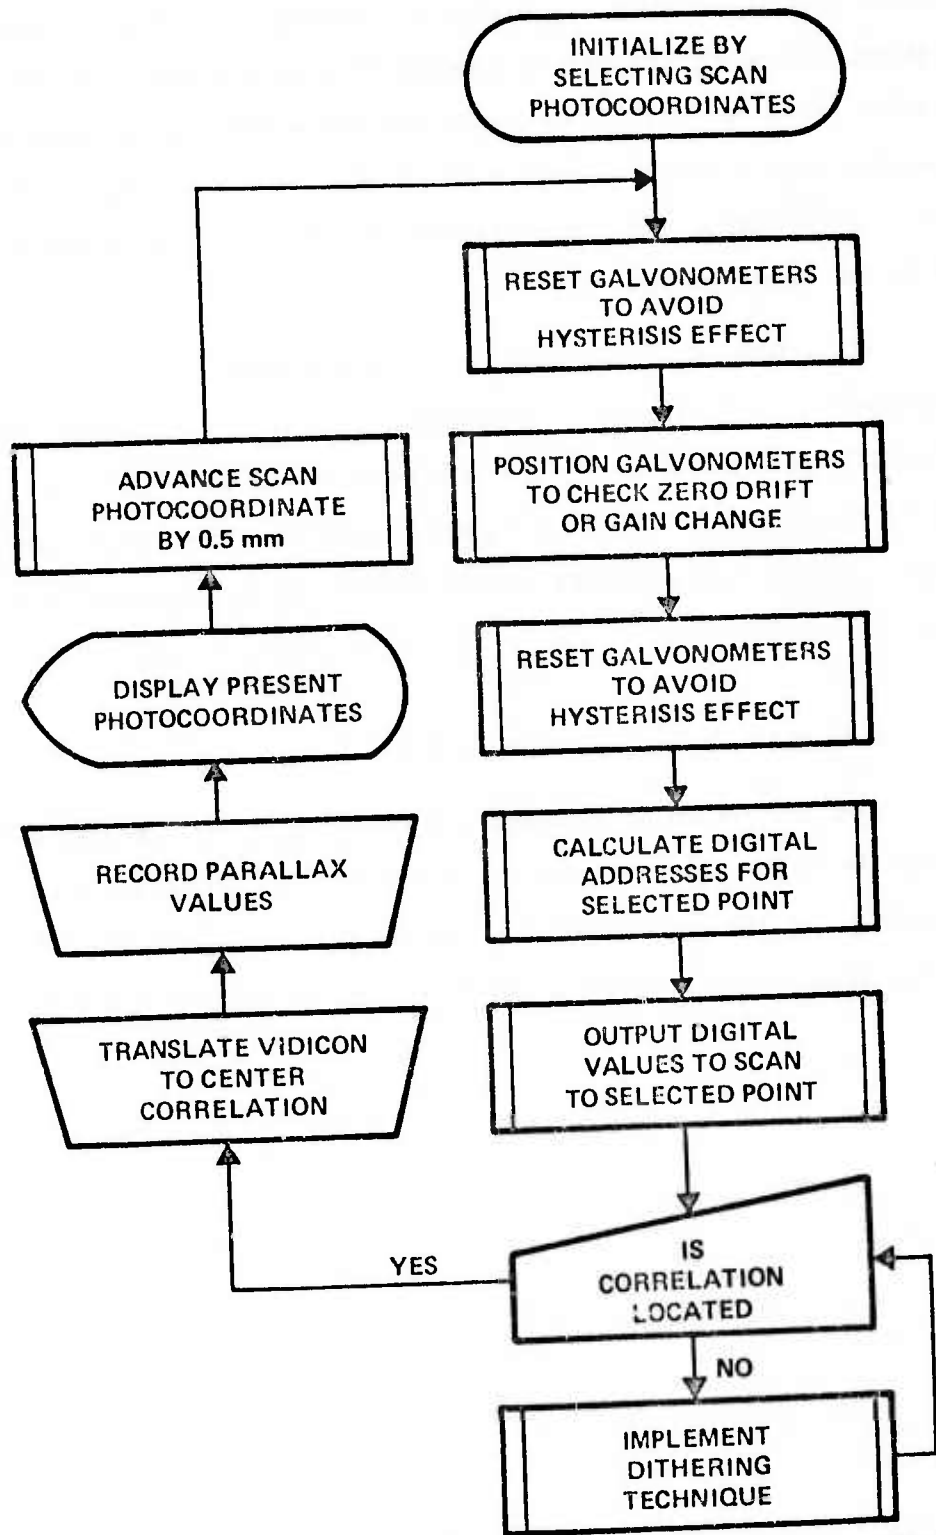 INITIALIZE BY
SELECTING SCAN
PHOTOCOORDINATES
RESET GALVONOMETERS
TO AVOID
HYSTERISIS EFFECT
POSITION GALVONOMETERS
TO CHECK ZERO DRIFT
OR GAIN CHANGE
RESET GALVONOMETERS
TO AVOID
HYSTERISIS EFFECT
CALCULATE DIGITAL
ADDRESSES FOR
SELECTED POINT
OUTPUT DIGITAL
VALUES TO SCAN
TO SELECTED POINT
IS
CORRELATION
LOCATED
NO
IMPLEMENT
DITHERING
TECHNIQUE
YES
TRANSLATE VIDICON
TO CENTER
CORRELATION
RECORD PARALLAX
VALUES
DISPLAY PRESENT
PHOTOCOORDINATES
ADVANCE SCAN
PHOTOCOORDINATE
BY 0.5 mm